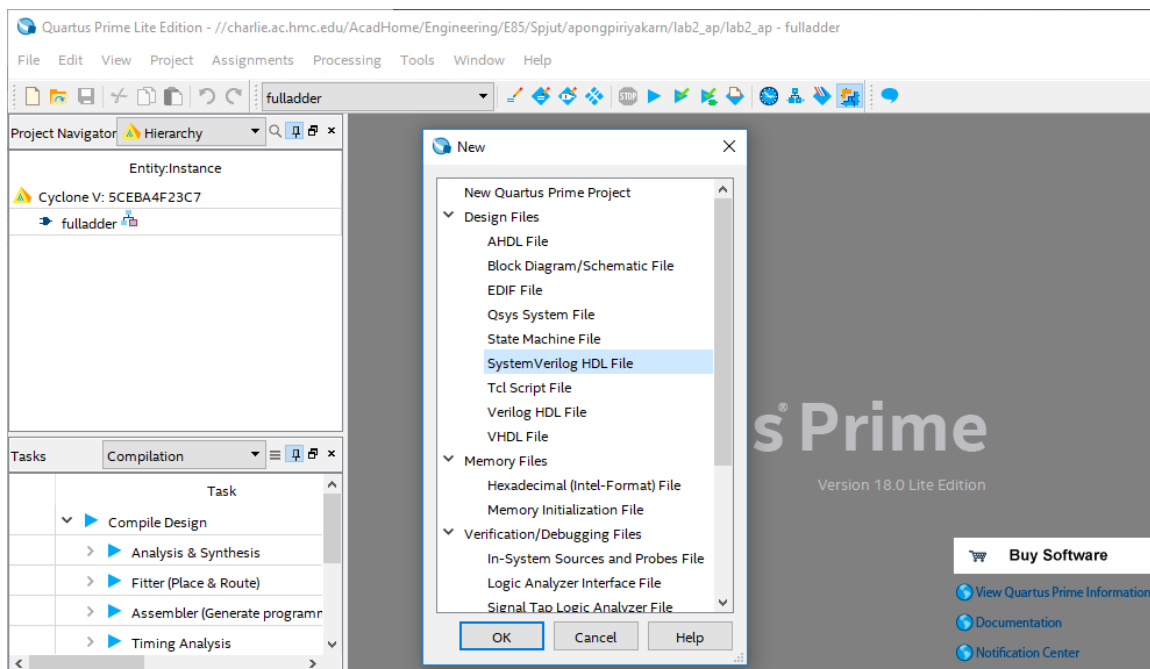 Quartus Prime Lite Edition - //charlie.ac.hmc.edu/AcadHome/Engineering/E85/Spjut/apongpiriyakarn/lab2_ap/lab2_ap - fulladder
File Edit View Project Assignments Processing Tools Window Help
fulladder
STOP
Project Navigator Hierarchy
Entity:Instance
Cyclone V: 5CEBA4F23C7
fulladder
Tasks Compilation
Task
Compile Design
Analysis & Synthesis
Fitter (Place & Route)
Assembler (Generate programm
Timing Analysis
New
New Quartus Prime Project
Design Files
AHDL File
Block Diagram/Schematic File
EDIF File
Qsys System File
State Machine File
SystemVerilog HDL File
Tcl Script File
Verilog HDL File
VHDL File
Memory Files
Hexadecimal (Intel-Format) File
Memory Initialization File
Verification/Debugging Files
In-System Sources and Probes File
Logic Analyzer Interface File
Signal Tap Logic Analyzer File
OK Cancel Help
s® Prime
Version 18.0 Lite Edition
Buy Software
View Quartus Prime Information
Documentation
Notification Center